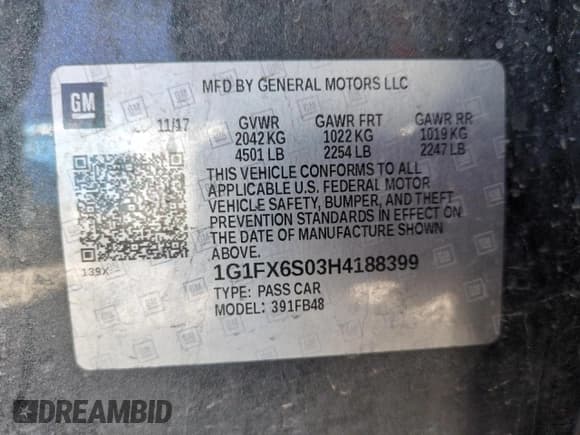 GM
MFD BY GENERAL MOTORS LLC
11/17
GVWR GAWR FRT GAWR RR
2042 KG 1022 KG 1019 KG
4501 LB 2254 LB 2247 LB
THIS VEHICLE CONFORMS TO ALL
APPLICABLE U.S. FEDERAL MOTOR
VEHICLE SAFETY, BUMPER, AND THEFT
PREVENTION STANDARDS IN EFFECT ON
THE DATE OF MANUFACTURE SHOWN
ABOVE.
139X
1G1FX6S03H4188399
TYPE: PASS CAR
MODEL: 391FB48
DREAMBID